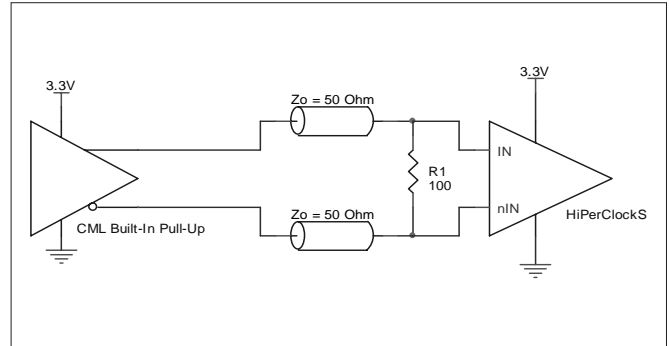 3.3V
3.3V
Zo = 50 Ohm
R1
100
IN
nIN
Zo = 50 Ohm
CML Built-In Pull-Up
HiPerClockS